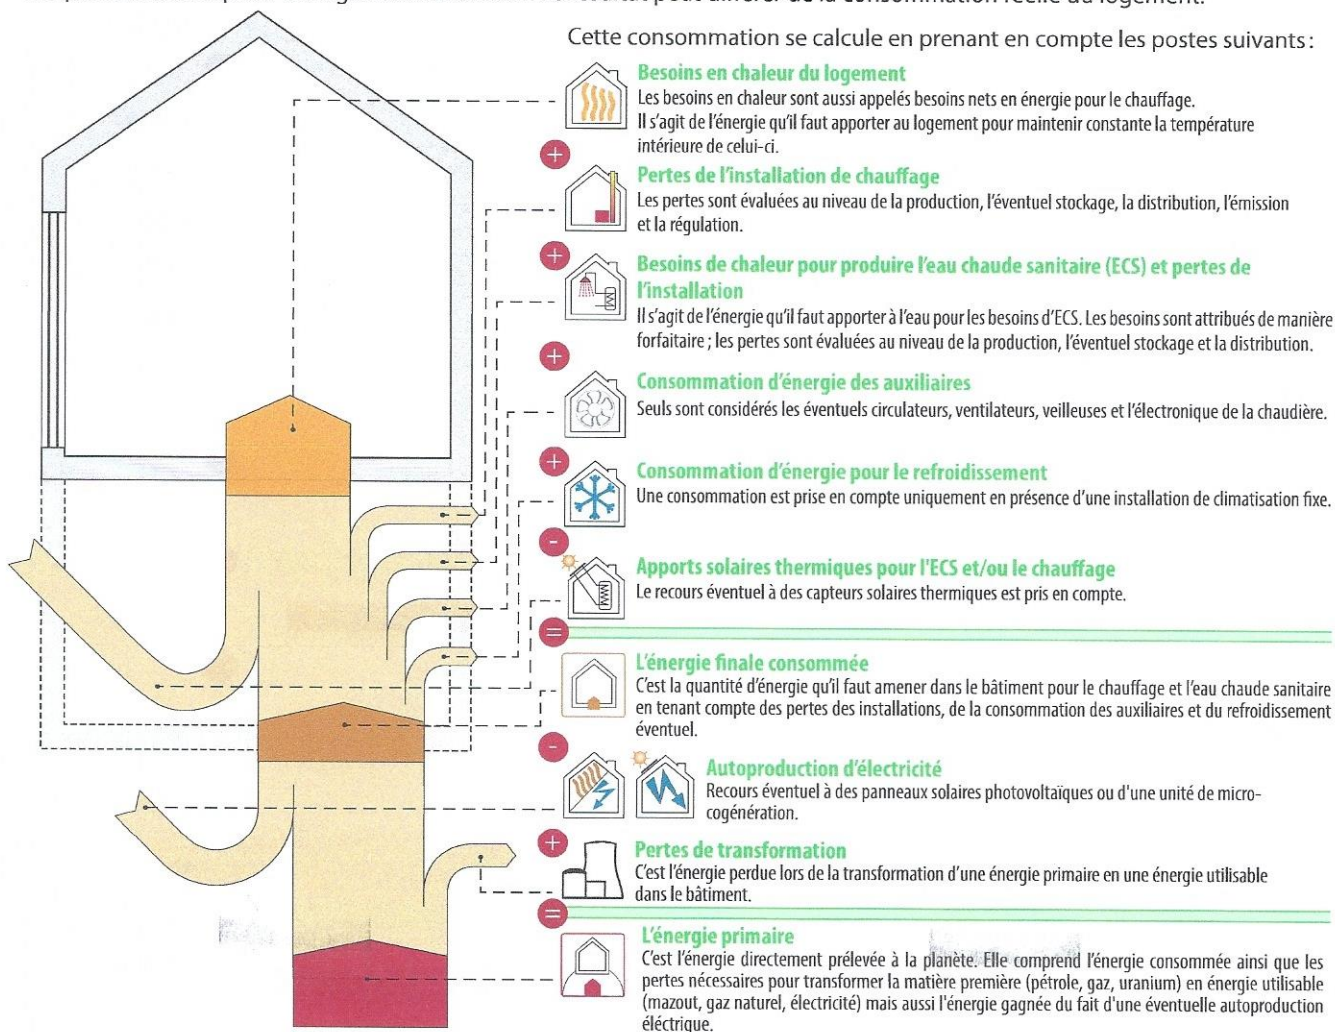 peut différer de la consommation réelle du logement.
Cette consommation se calcule en prenant en compte les postes suivants :
Besoins en chaleur du logement
Les besoins en chaleur sont aussi appelés besoins nets en énergie pour le chauffage.
Il s'agit de l'énergie qu'il faut apporter au logement pour maintenir constante la température
intérieure de celui-ci.
+
Pertes de l'installation de chauffage
Les pertes sont évaluées au niveau de la production, l'éventuel stockage, la distribution, l'émission
et la régulation.
+
Besoins de chaleur pour produire l'eau chaude sanitaire (ECS) et pertes de
l'installation
Il s'agit de l'énergie qu'il faut apporter à l'eau pour les besoins d'ECS. Les besoins sont attribués de manière
forfaitaire ; les pertes sont évaluées au niveau de la production, l'éventuel stockage et la distribution.
+
Consommation d'énergie des auxiliaires
Seuls sont considérés les éventuels circulateurs, ventilateurs, veilleuses et l'électronique de la chaudière.
+
Consommation d'énergie pour le refroidissement
Une consommation est prise en compte uniquement en présence d'une installation de climatisation fixe.
-
Apports solaires thermiques pour l'ECS et/ou le chauffage
Le recours éventuel à des capteurs solaires thermiques est pris en compte.
=
L'énergie finale consommée
C'est la quantité d'énergie qu'il faut amener dans le bâtiment pour le chauffage et l'eau chaude sanitaire
en tenant compte des pertes des installations, de la consommation des auxiliaires et du refroidissement
éventuel.
-
Autoproduction d'électricité
Recours éventuel à des panneaux solaires photovoltaïques ou d'une unité de micro-
cogénération.
+
Pertes de transformation
C'est l'énergie perdue lors de la transformation d'une énergie primaire en une énergie utilisable
dans le bâtiment.
=
L'énergie primaire
C'est l'énergie directement prélevée à la planète. Elle comprend l'énergie consommée ainsi que les
pertes nécessaires pour transformer la matière première (pétrole, gaz, uranium) en énergie utilisable
(mazout, gaz naturel, électricité) mais aussi l'énergie gagnée du fait d'une éventuelle autoproduction
éléctrique.